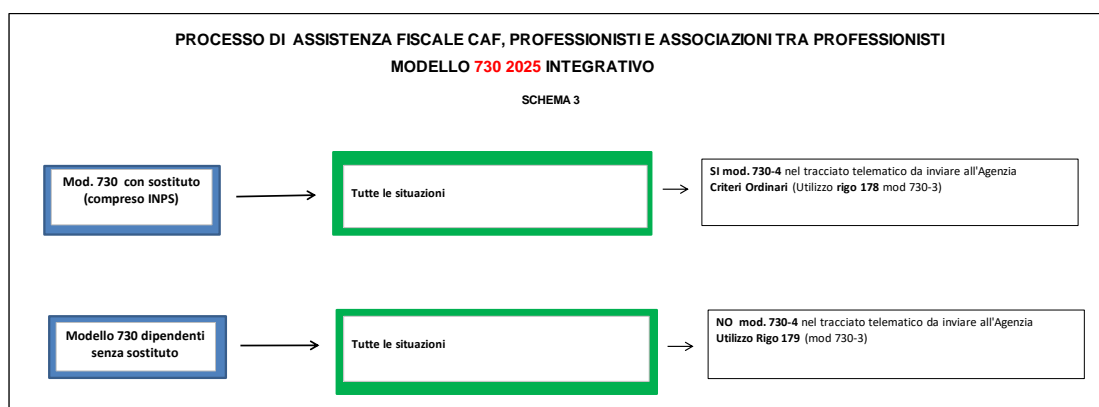 PROCESSO DI ASSISTENZA FISCALE CAF, PROFESSIONISTI E ASSOCIAZIONI TRA PROFESSIONISTI
MODELLO 730 2025 INTEGRATIVO
SCHEMA 3
Mod. 730 con sostituto
(compreso INPS)
Tutte le situazioni
SI mod. 730-4 nel tracciato telematico da inviare all'Agenzia
Criteri Ordinari (Utilizzo rigo 178 mod 730-3)
Modello 730 dipendenti
senza sostituto
Tutte le situazioni
NO mod. 730-4 nel tracciato telematico da inviare all'Agenzia
Utilizzo Rigo 179 (mod 730-3)